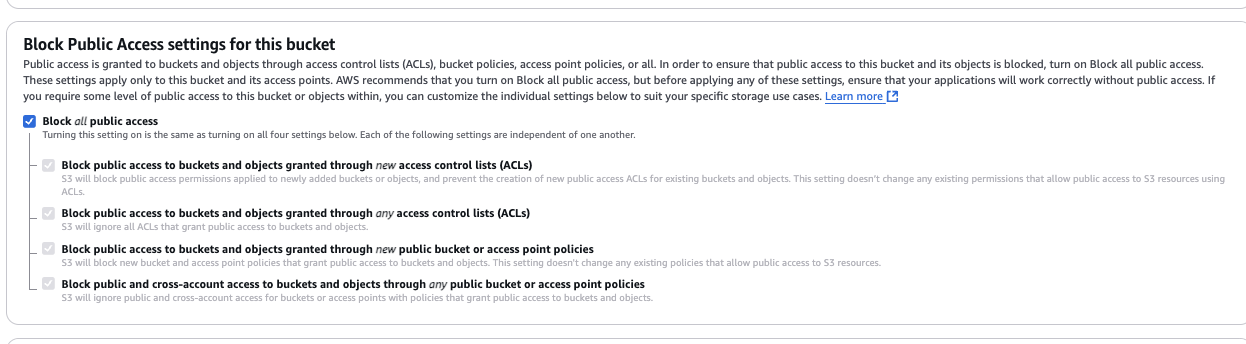 Block Public Access settings for this bucket
Public access is granted to buckets and objects through access control lists (ACLs), bucket policies, access point policies, or all. In order to ensure that public access to this bucket and its objects is blocked, turn on Block all public access.
These settings apply only to this bucket and its access points. AWS recommends that you turn on Block all public access, but before applying any of these settings, ensure that your applications will work correctly without public access. If
you require some level of public access to this bucket or objects within, you can customize the individual settings below to suit your specific storage use cases. Learn more
Block all public access
Turning this setting on is the same as turning on all four settings below. Each of the following settings are independent of one another.
Block public access to buckets and objects granted through new access control lists (ACLs)
S3 will block public access permissions applied to newly added buckets or objects, and prevent the creation of new public access ACLs for existing buckets and objects. This setting doesn't change any existing permissions that allow public access to S3 resources using
ACLs.
Block public access to buckets and objects granted through any access control lists (ACLs)
S3 will ignore all ACLs that grant public access to buckets and objects.
Block public access to buckets and objects granted through new public bucket or access point policies
S3 will block new bucket and access point policies that grant public access to buckets and objects. This setting doesn't change any existing policies that allow public access to S3 resources.
Block public and cross-account access to buckets and objects through any public bucket or access point policies
S3 will ignore public and cross-account access for buckets or access points with policies that grant public access to buckets and objects.